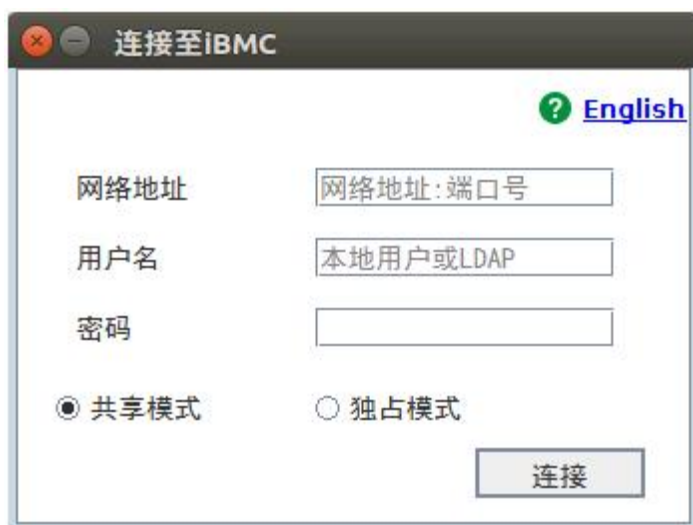 连接至iBMC
English
网络地址 网络地址:端口号
用户名 本地用户或LDAP
密码
共享模式 独占模式
连接